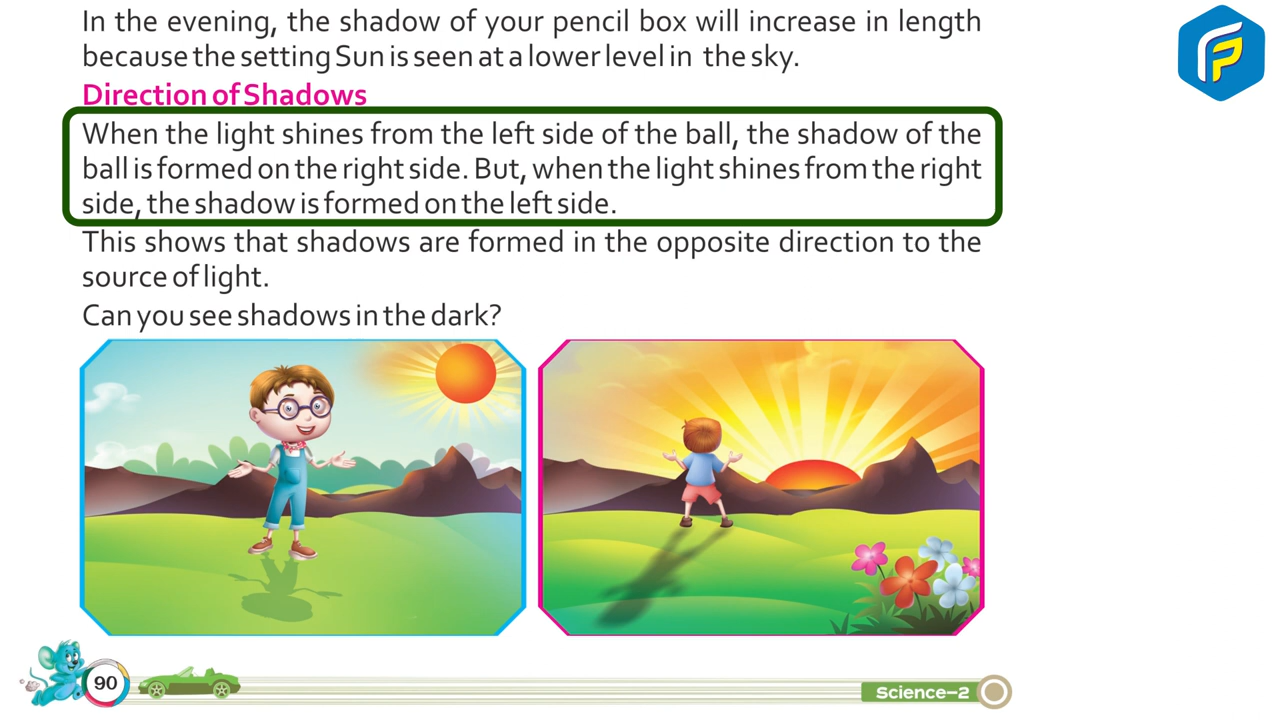 In the evening, the shadow of your pencil box will increase in length
because the setting Sun is seen at a lower level in the sky.
Direction of Shadows
When the light shines from the left side of the ball, the shadow of the
ball is formed on the right side. But, when the light shines from the right
side, the shadow is formed on the left side.
This shows that shadows are formed in the opposite direction to the
source of light.
Can you see shadows in the dark?
90
Science–2